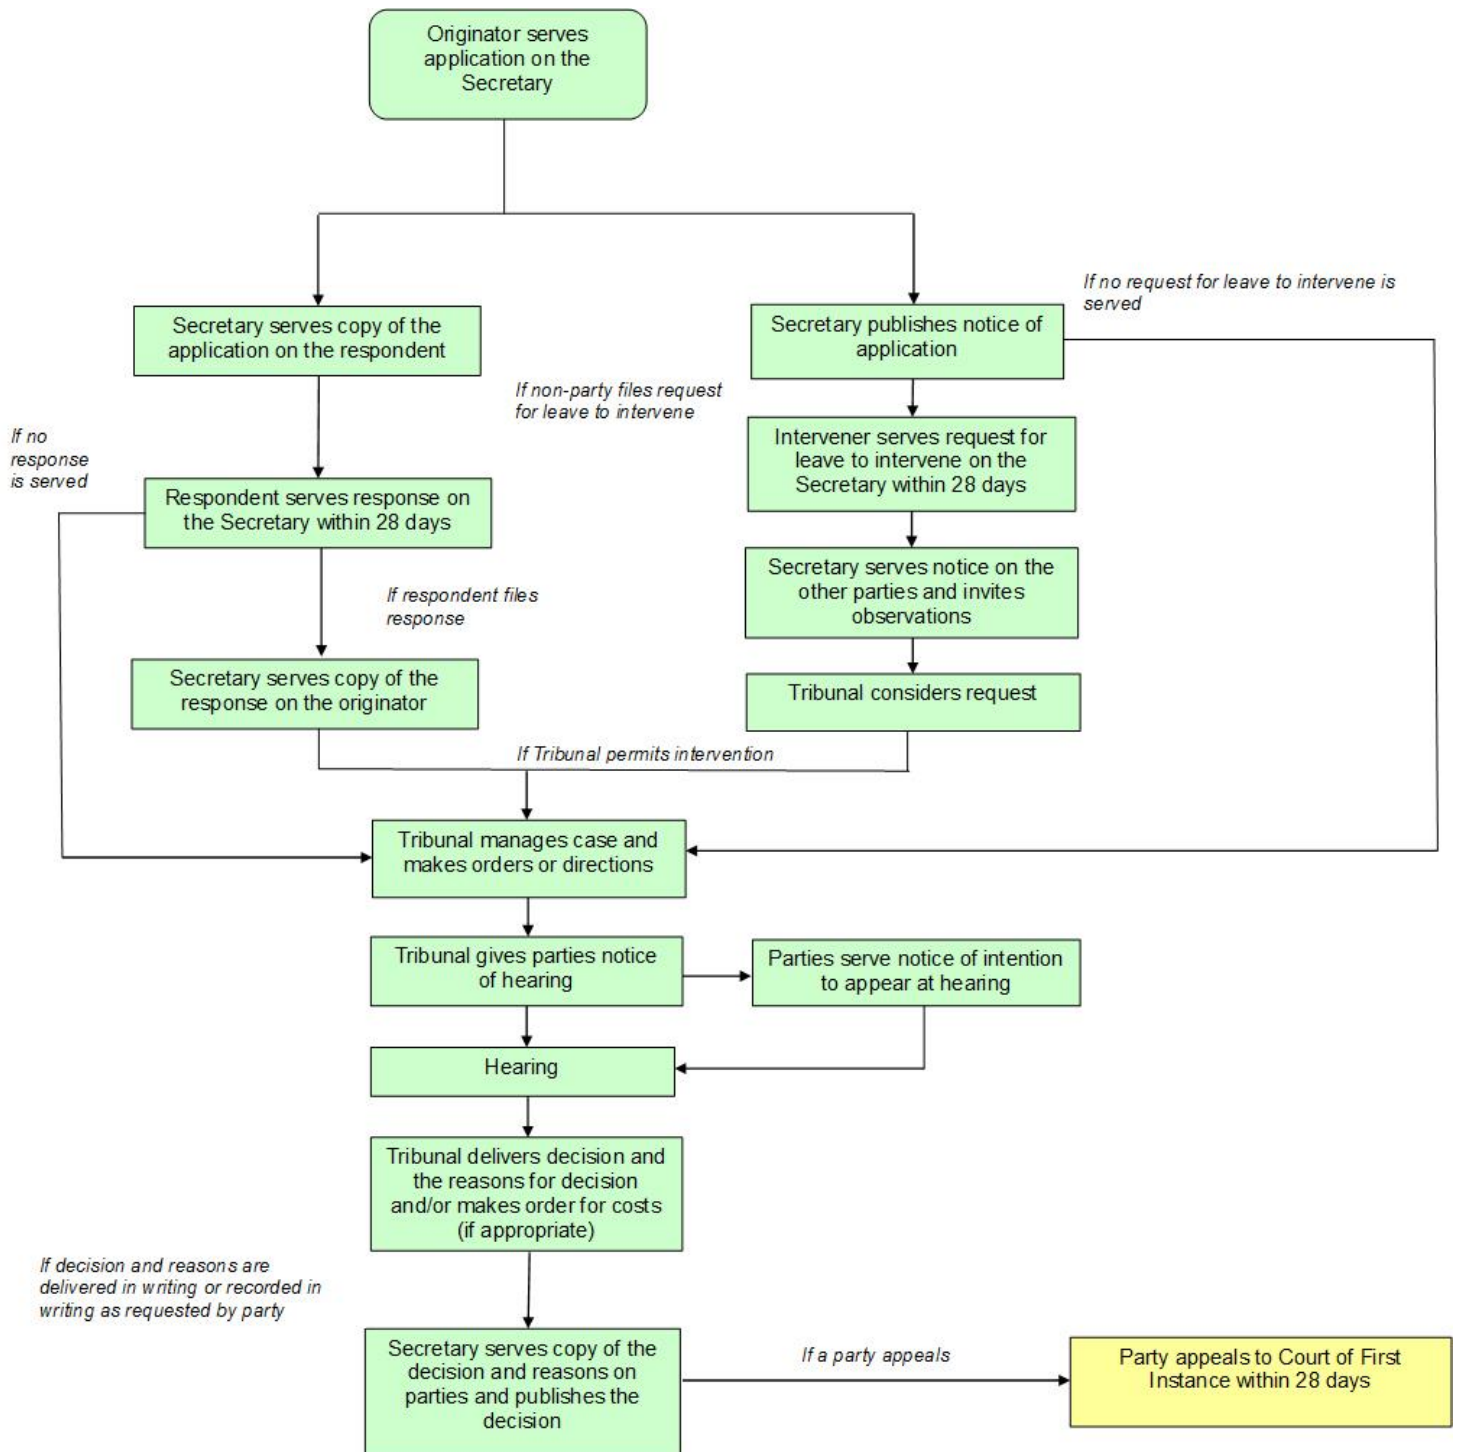 Originator serves
application on the
Secretary
If no request for leave to intervene is
served
Secretary serves copy of the
application on the respondent
Secretary publishes notice of
application
If non-party files request
for leave to intervene
If no
response
is served
Intervener serves request for
leave to intervene on the
Secretary within 28 days
Respondent serves response on
the Secretary within 28 days
Secretary serves notice on the
other parties and invites
observations
If respondent files
response
Secretary serves copy of the
response on the originator
Tribunal considers request
If Tribunal permits intervention
Tribunal manages case and
makes orders or directions
Tribunal gives parties notice
of hearing
Parties serve notice of intention
to appear at hearing
Hearing
Tribunal delivers decision and
the reasons for decision
and/or makes order for costs
(if appropriate)
If decision and reasons are
delivered in writing or recorded in
writing as requested by party
Secretary serves copy of the
decision and reasons on
parties and publishes the
decision
If a party appeals
Party appeals to Court of First
Instance within 28 days